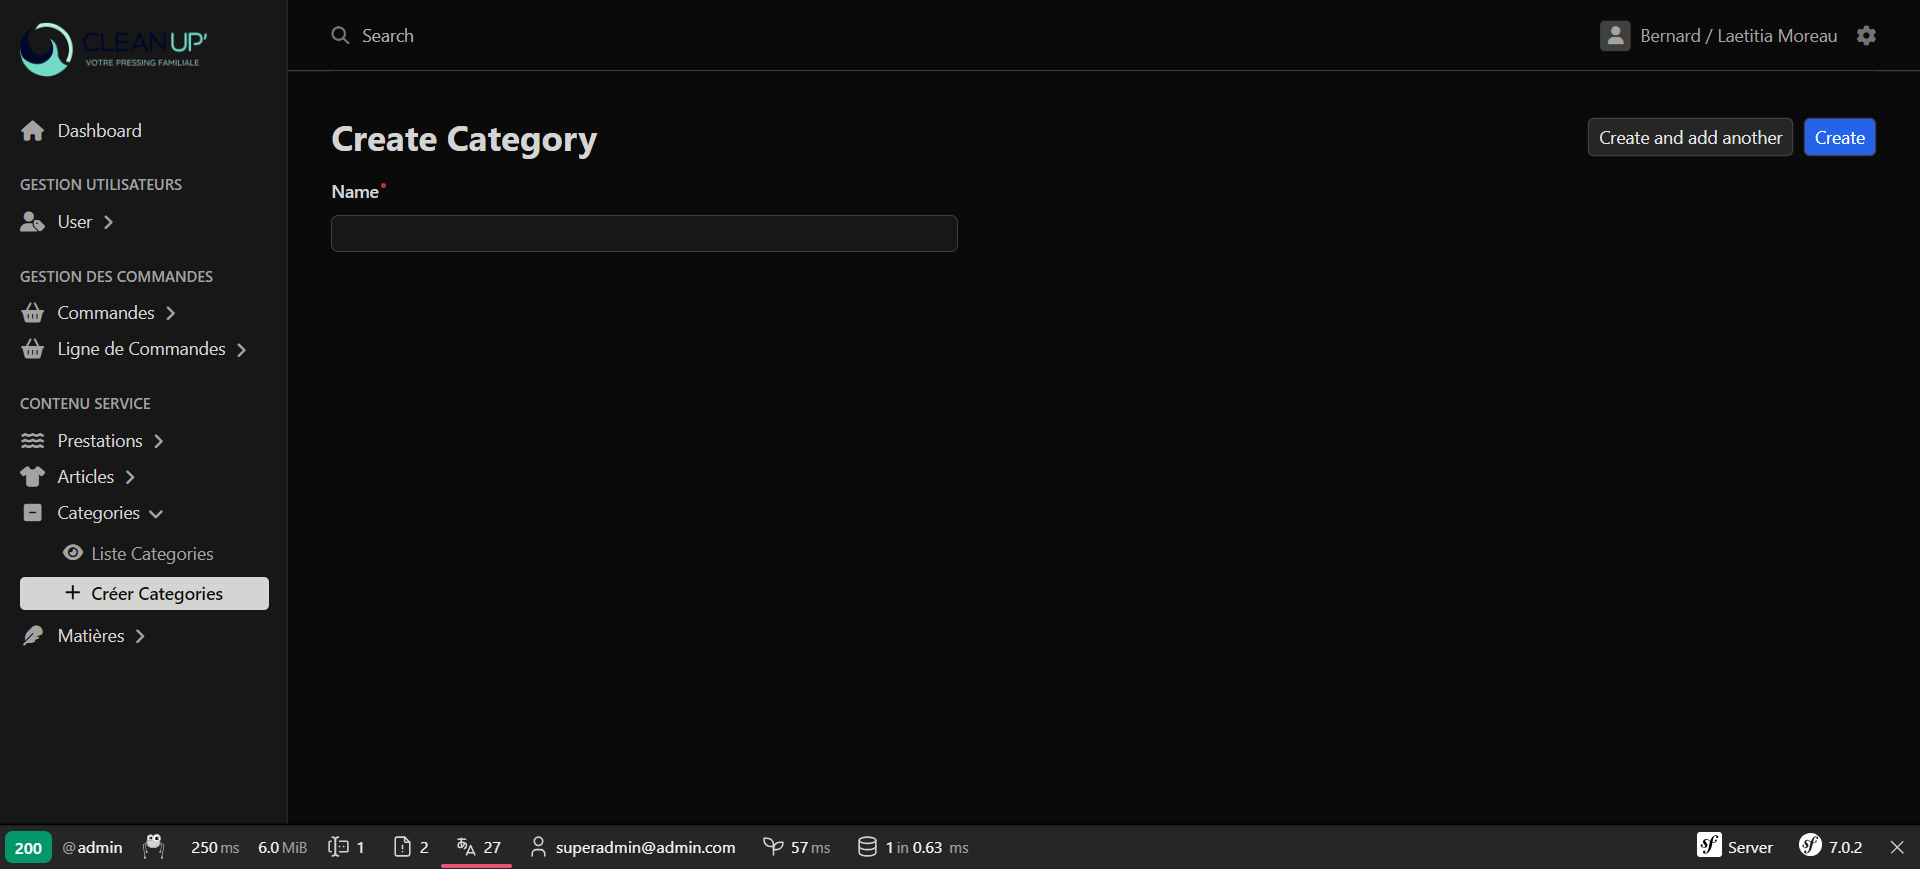 CLEAN UP'
VOTRE PRESSING FAMILIALE
Search
Bernard / Laetitia Moreau
Dashboard
GESTION UTILISATEURS
User
GESTION DES COMMANDES
Commandes
Ligne de Commandes
CONTENU SERVICE
Prestations
Articles
Categories
Liste Categories
Créer Categories
Matières
Create Category
Create and add another
Create
Name
200 @admin 250 ms 6.0 MiB 1 2 27 superadmin@admin.com 57 ms 1 in 0.63 ms sf Server sf 7.0.2